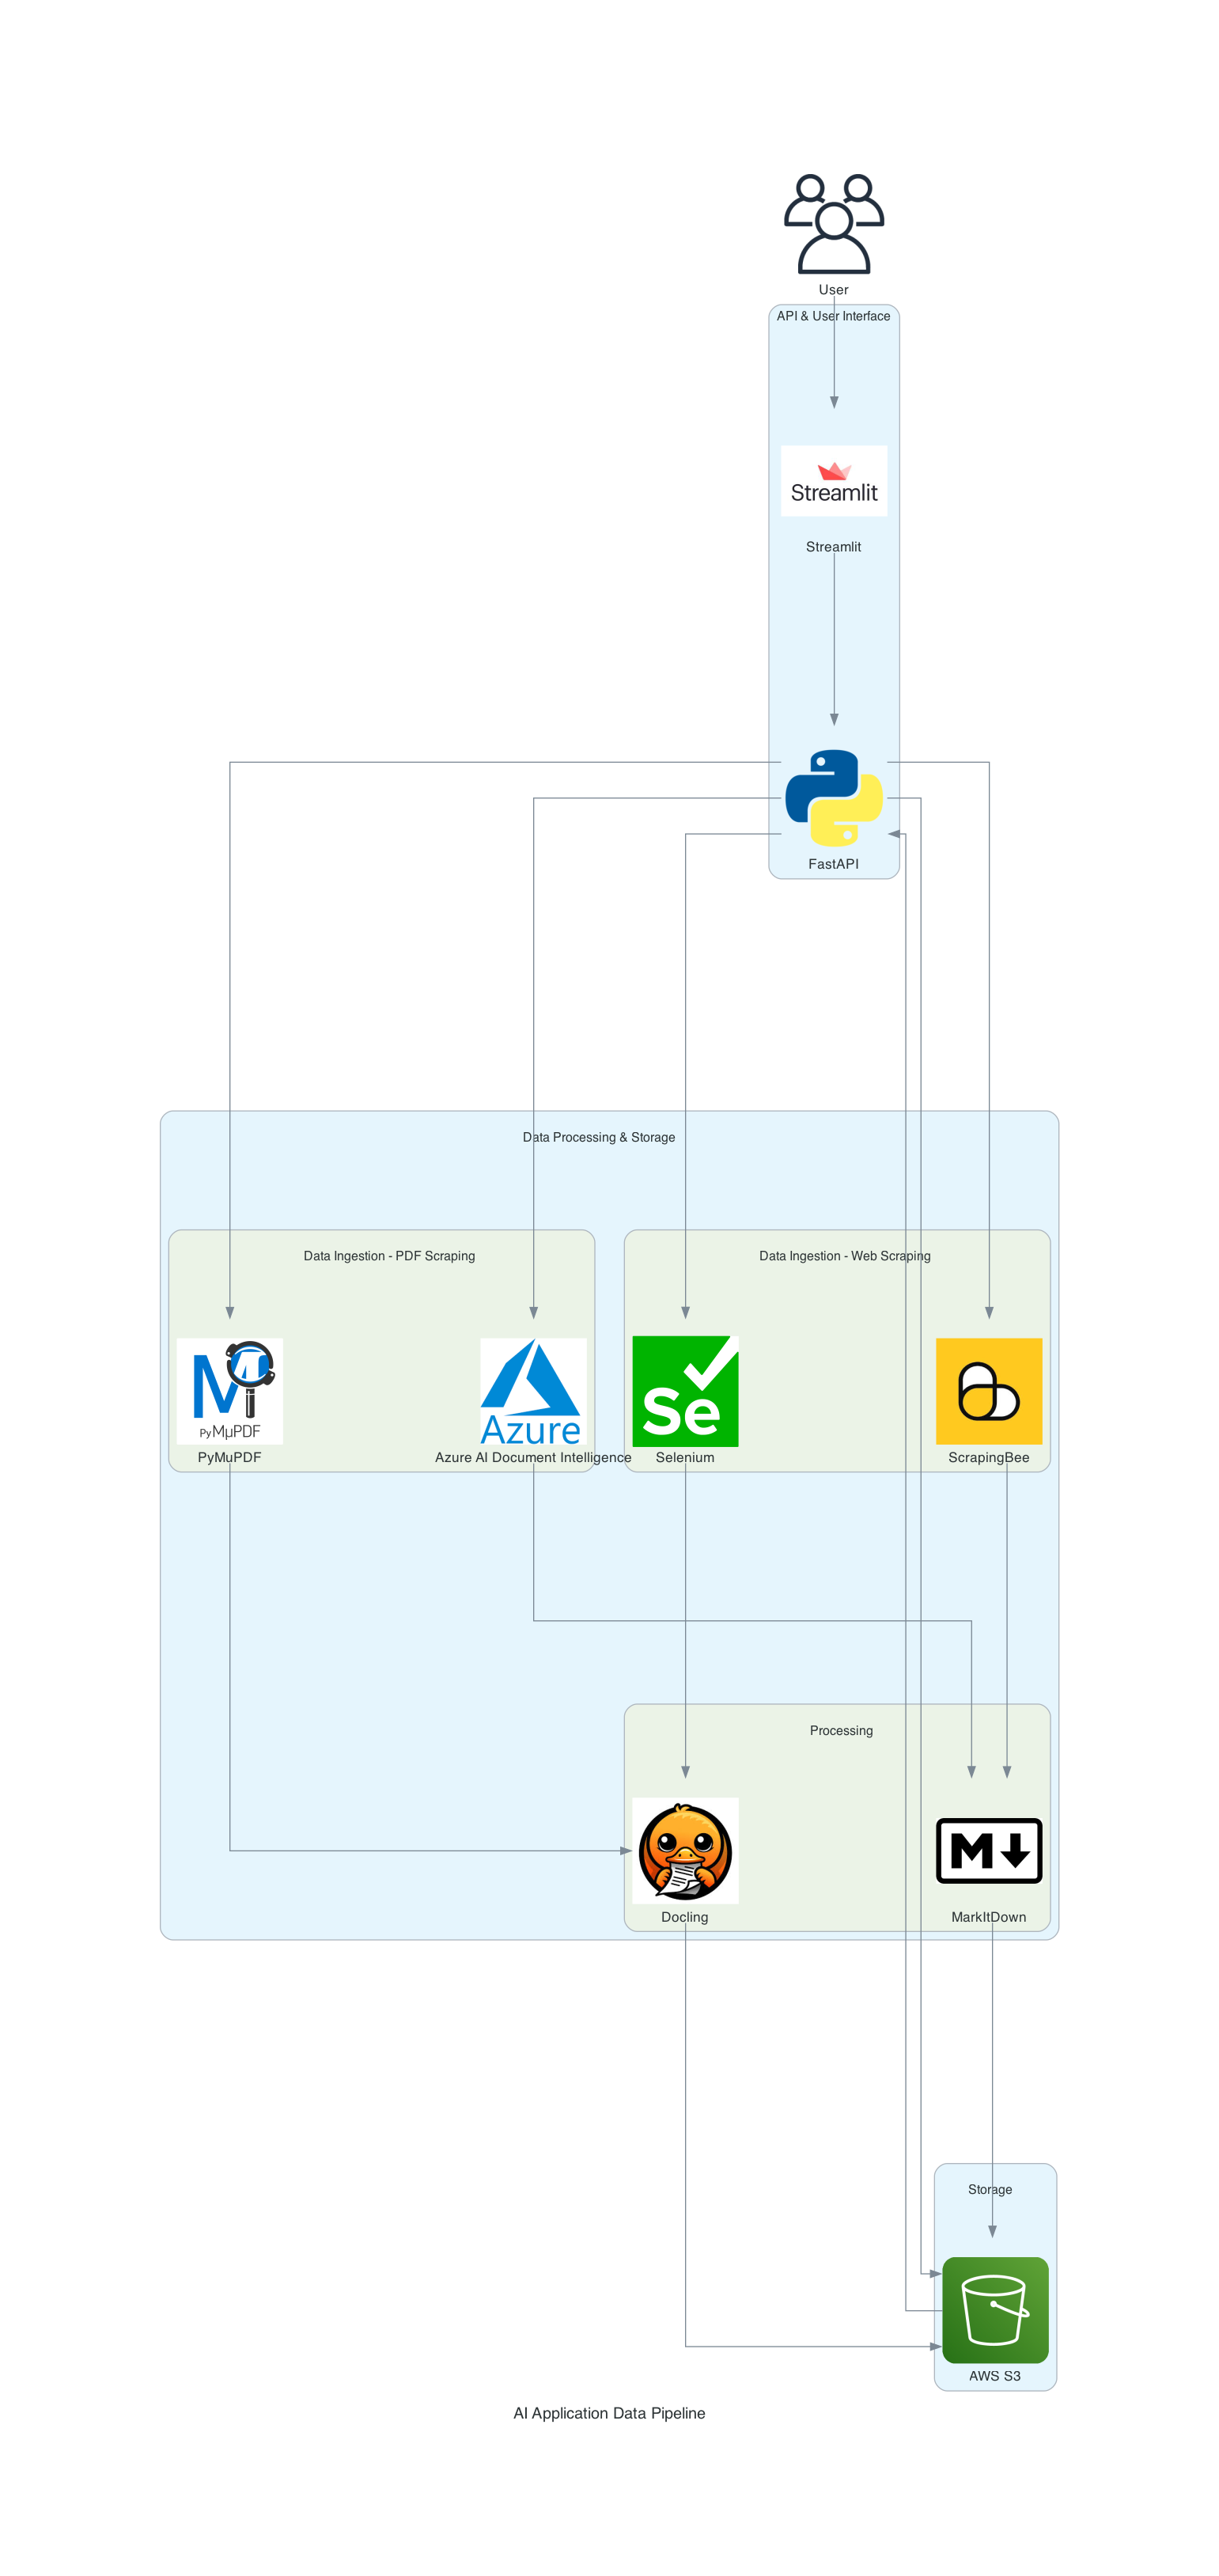 User
API & User Interface
Streamlit
Streamlit
FastAPI
Data Processing & Storage
Data Ingestion - PDF Scraping
Data Ingestion - Web Scraping
M
PyMµPDF
PyMuPDF
Azure
Azure AI Document Intelligence
Se
Selenium
ScrapingBee
Processing
Docling
M
MarkItDown
Storage
AWS S3
AI Application Data Pipeline